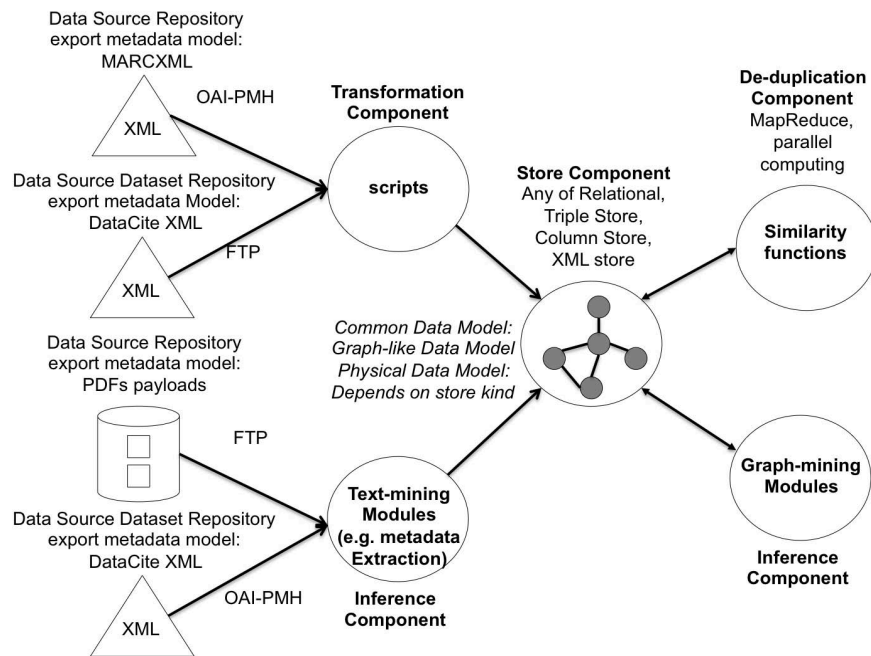 Data Source Repository
export metadata model:
MARCXML
XML
OAI-PMH
Data Source Dataset Repository
export metadata Model:
DataCite XML
XML
FTP
Transformation
Component
scripts
Data Source Repository
export metadata model:
PDFs payloads
FTP
Data Source Dataset Repository
export metadata model:
DataCite XML
XML
OAI-PMH
Text-mining
Modules
(e.g. metadata
Extraction)
Inference
Component
Store Component
Any of Relational,
Triple Store,
Column Store,
XML store
Common Data Model:
Graph-like Data Model
Physical Data Model:
Depends on store kind
De-duplication
Component
MapReduce,
parallel
computing
Similarity
functions
Graph-mining
Modules
Inference
Component